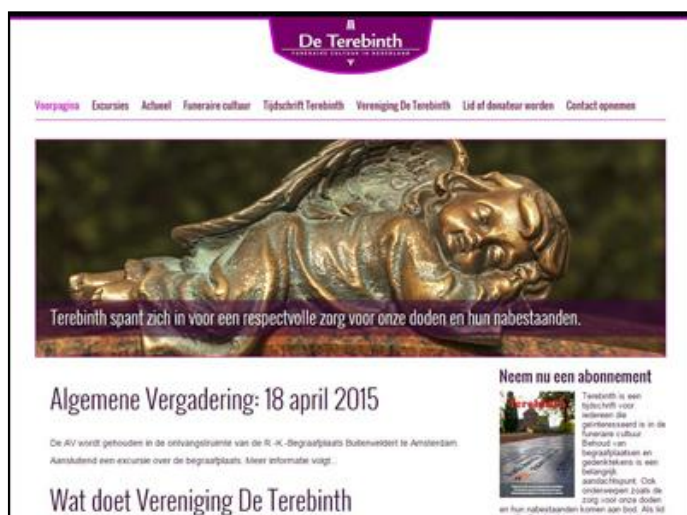 De Terebinth
FUNERAIRE CULTUUR IN NEDERLAND
Voorpagina Excursies Actueel Funeraire cultuur Tijdschrift Terebinth Vereniging De Terebinth Lid of donateur worden Contact opnemen
Terebinth spant zich in voor een respectvolle zorg voor onze doden en hun nabestaanden.
Algemene Vergadering: 18 april 2015
De AV wordt gehouden in de ontvangstruimte van de R.-K.-Begraafplaats Buitenveldert te Amsterdam.
Aansluitend een excursie over de begraafplaats. Meer informatie volgt...
Wat doet Vereniging De Terebinth
Neem nu een abonnement
Terebinth
Terebinth is een
tijdschrift voor
iedereen die
geïnteresseerd is in de
funeraire cultuur.
Behoud van
begraafplaatsen en
gedenktekens is een
belangrijk
aandachtspunt. Ook
onderwerpen zoals de
zorg voor onze doden
en hun nabestaanden komen aan bod. Als lid